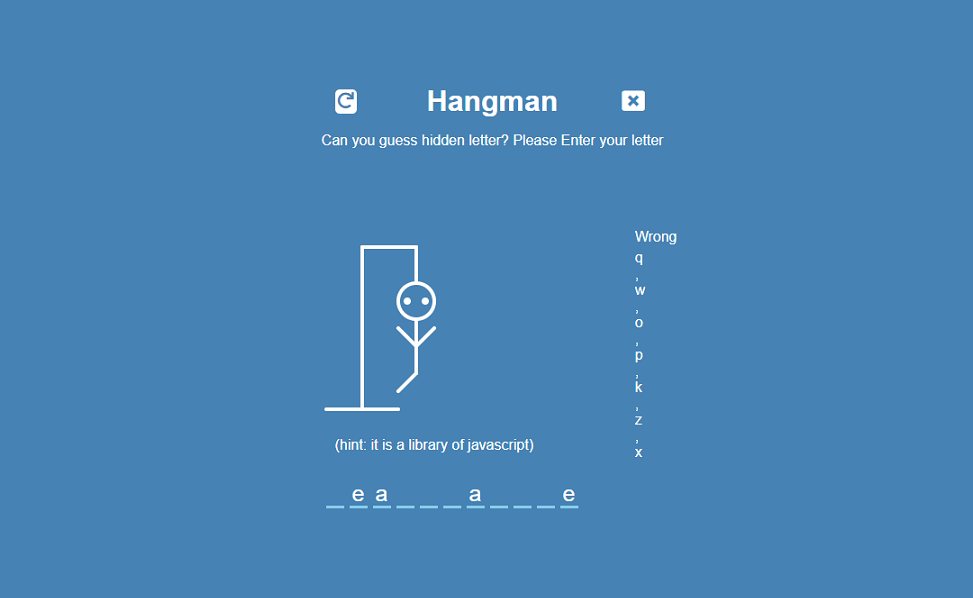 Hangman
Can you guess hidden letter? Please Enter your letter
Wrong
q
,
w
,
o
,
p
,
k
,
z
,
x
(hint: it is a library of javascript)
_ e a _ _ _ a _ _ _ e